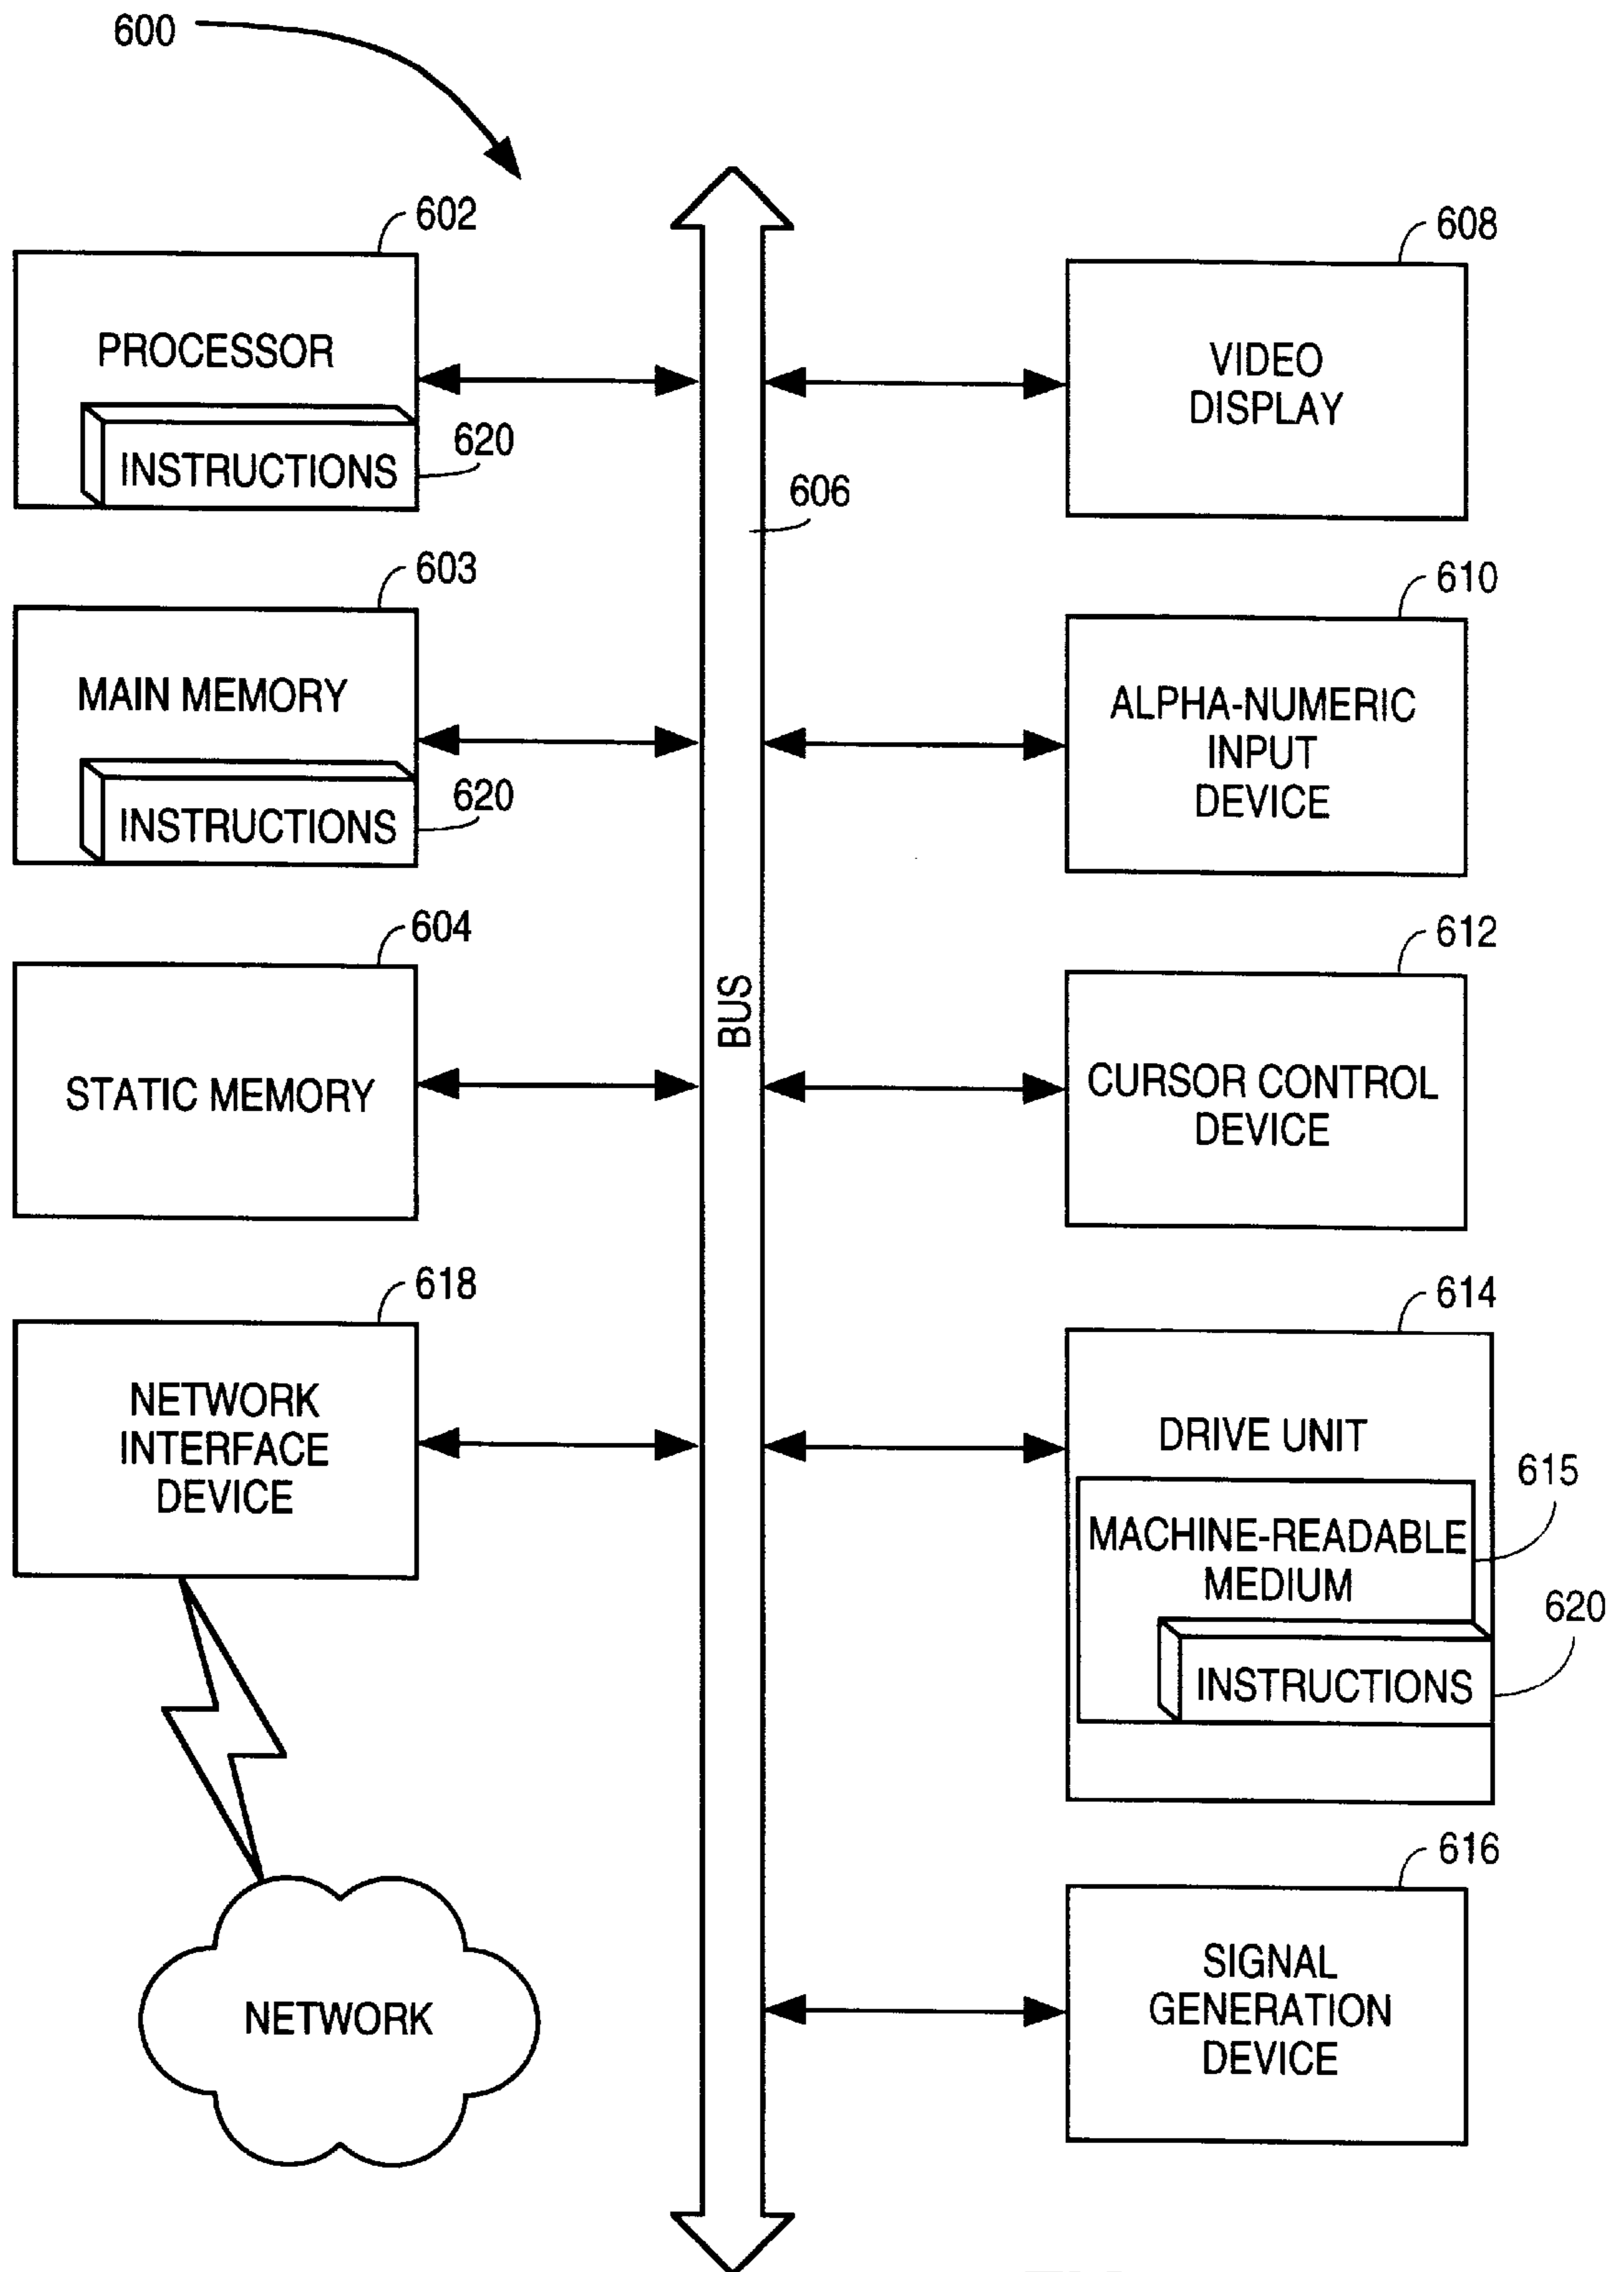 600
602
PROCESSOR
INSTRUCTIONS
620
603
MAIN MEMORY
INSTRUCTIONS
620
604
STATIC MEMORY
618
NETWORK
INTERFACE
DEVICE
NETWORK
606
BUS
608
VIDEO
DISPLAY
610
ALPHA-NUMERIC
INPUT
DEVICE
612
CURSOR CONTROL
DEVICE
614
DRIVE UNIT
615
MACHINE-READABLE
MEDIUM
620
INSTRUCTIONS
616
SIGNAL
GENERATION
DEVICE